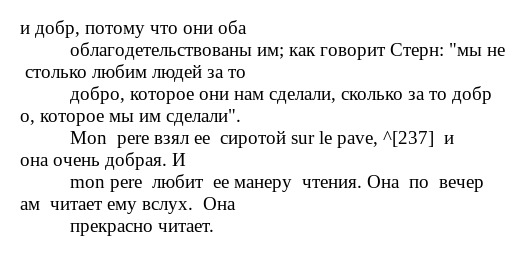 и добр, потому что они оба
облагодетельствованы им; как говорит Стерн: "мы не
столько любим людей за то
добро, которое они нам сделали, сколько за то добр
о, которое мы им сделали".
Mon pere взял ее сиротой sur le pave, ^[237] и
она очень добрая. И
mon pere любит ее манеру чтения. Она по вечер
ам читает ему вслух. Она
прекрасно читает.